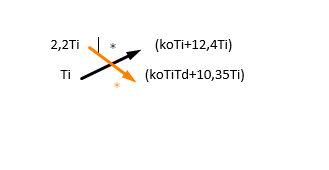 2,2Ti * (koTi+12,4Ti)
Ti * (koTiTd+10,35Ti)